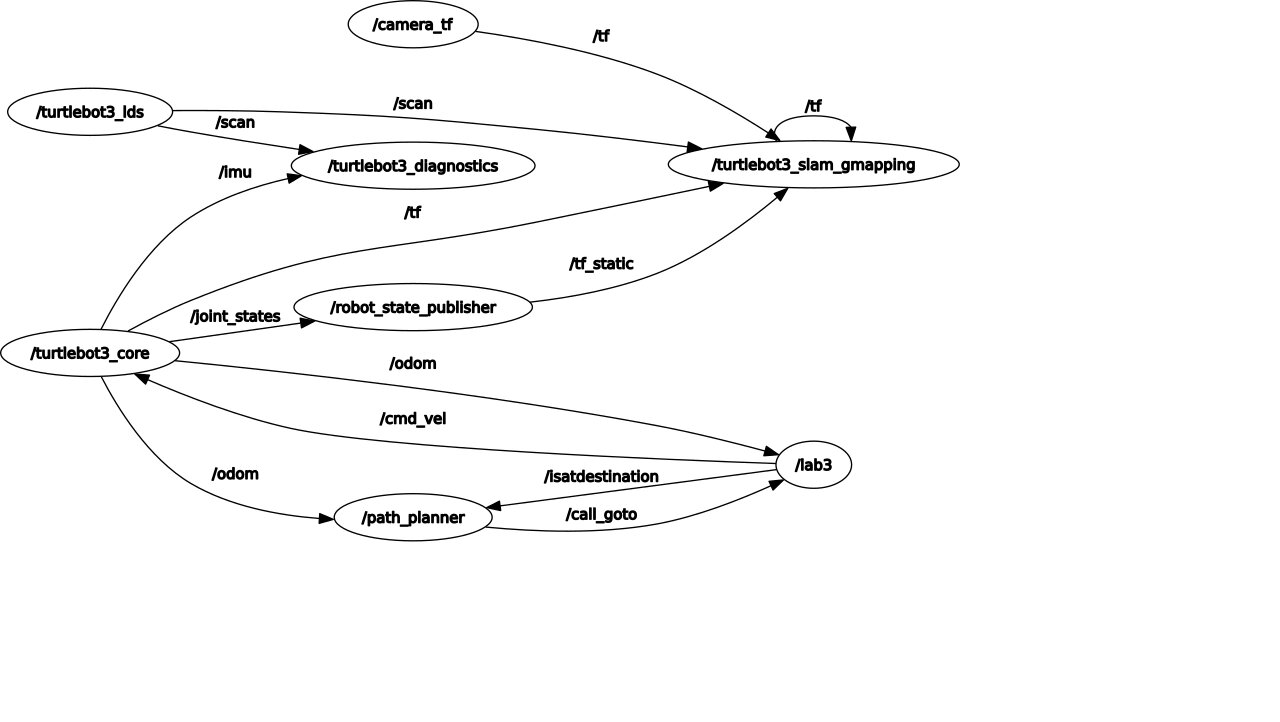 /camera_tf
/tf
/turtlebot3_lds
/scan
/tf
/scan
/turtlebot3_diagnostics
/turtlebot3_slam_gmapping
/imu
/tf
/tf_static
/joint_states
/robot_state_publisher
/turtlebot3_core
/odom
/cmd_vel
/lab3
/odom
/isatdestination
/path_planner
/call_goto